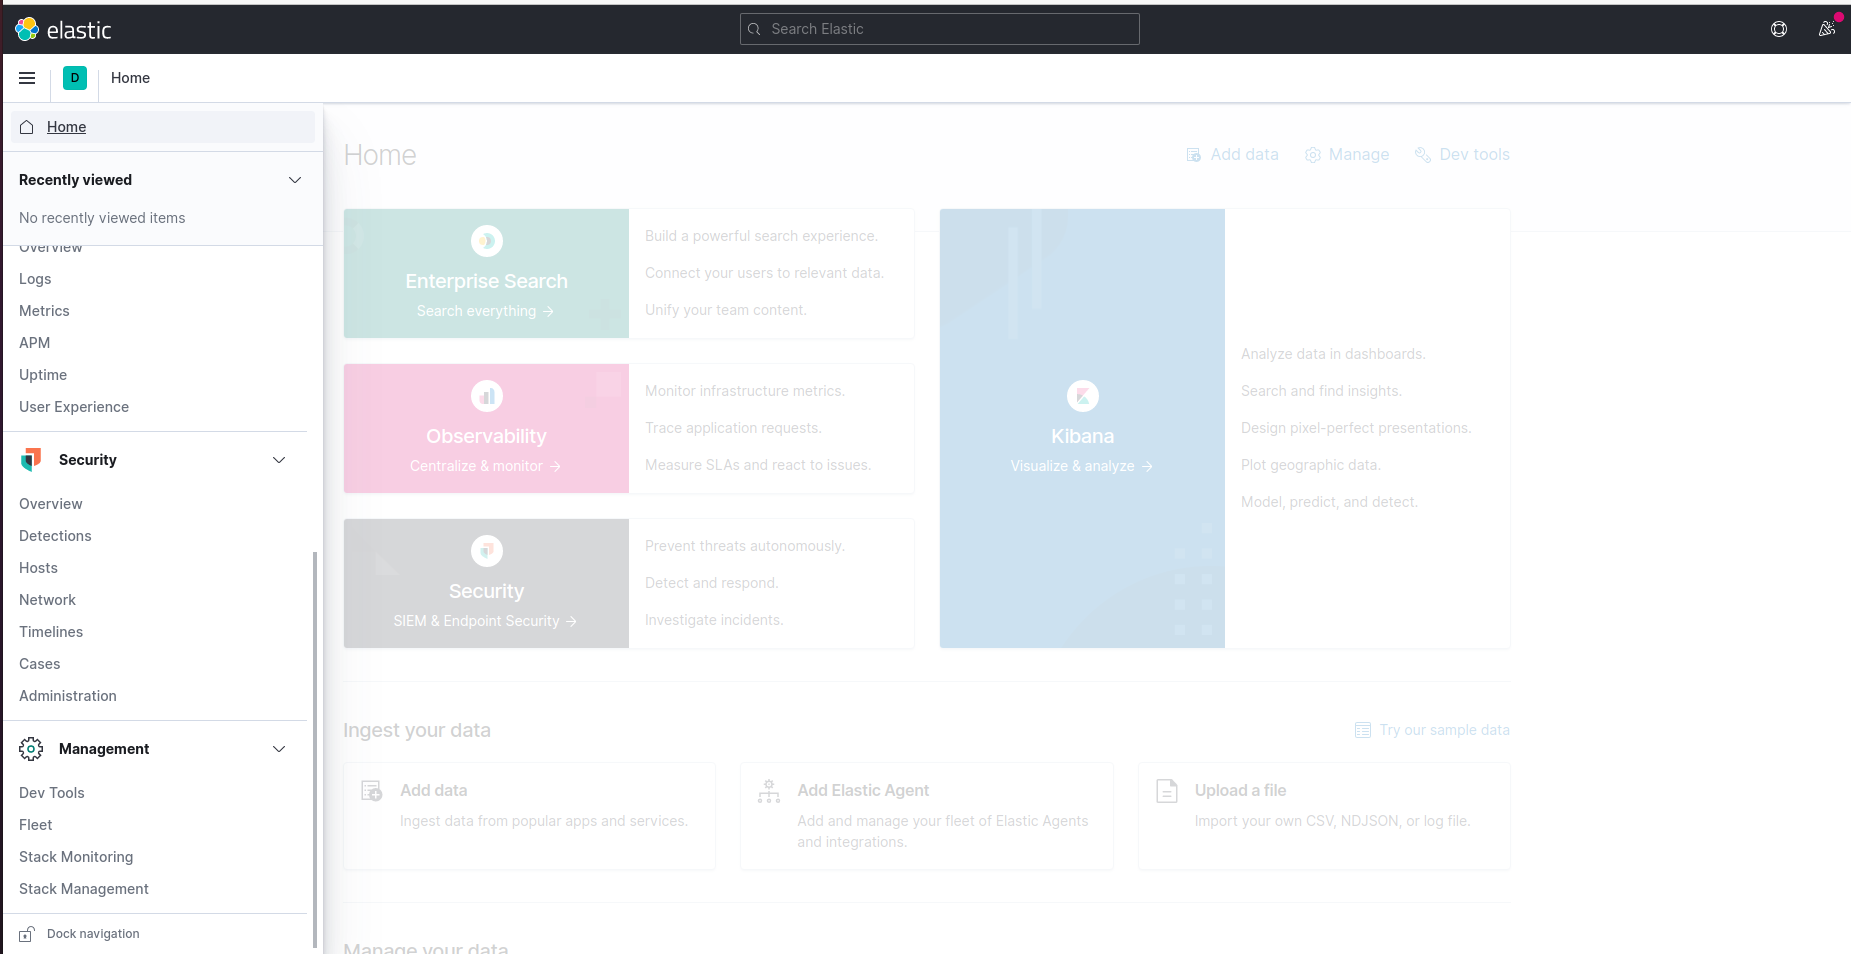 elastic
Search Elastic
D
Home
Home
Recently viewed
No recently viewed items
Overview
Logs
Metrics
APM
Uptime
User Experience
Security
Overview
Detections
Hosts
Network
Timelines
Cases
Administration
Management
Dev Tools
Fleet
Stack Monitoring
Stack Management
Dock navigation
Home
Add data
Manage
Dev tools
Enterprise Search
Search everything →
Build a powerful search experience.
Connect your users to relevant data.
Unify your team content.
Observability
Centralize & monitor →
Monitor infrastructure metrics.
Trace application requests.
Measure SLAs and react to issues.
Security
SIEM & Endpoint Security →
Prevent threats autonomously.
Detect and respond.
Investigate incidents.
Kibana
Visualize & analyze →
Analyze data in dashboards.
Search and find insights.
Design pixel-perfect presentations.
Plot geographic data.
Model, predict, and detect.
Ingest your data
Try our sample data
Add data
Ingest data from popular apps and services.
Add Elastic Agent
Add and manage your fleet of Elastic Agents
and integrations.
Upload a file
Import your own CSV, NDJSON, or log file.
Manage your data